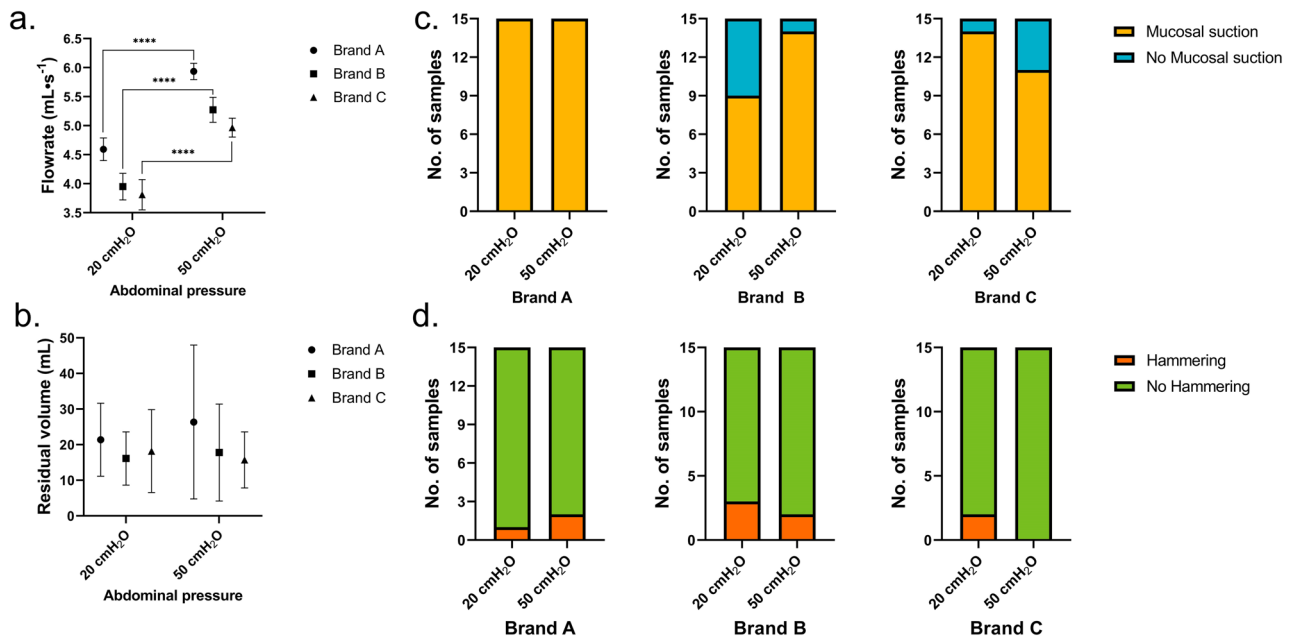 a.
Flowrate (mL•s⁻¹)
6.5
6.0
5.5
5.0
4.5
4.0
3.5
****
****
****
20 cmH₂O
50 cmH₂O
Abdominal pressure
Brand A
Brand B
Brand C
b.
Residual volume (mL)
50
40
30
20
10
0
20 cmH₂O
50 cmH₂O
Abdominal pressure
Brand A
Brand B
Brand C
c.
No. of samples
15
12
9
6
3
0
20 cmH₂O
50 cmH₂O
Brand A
No. of samples
15
12
9
6
3
0
20 cmH₂O
50 cmH₂O
Brand B
No. of samples
15
12
9
6
3
0
20 cmH₂O
50 cmH₂O
Brand C
Mucosal suction
No Mucosal suction
d.
No. of samples
15
12
9
6
3
0
20 cmH₂O
50 cmH₂O
Brand A
No. of samples
15
10
5
0
20 cmH₂O
50 cmH₂O
Brand B
No. of samples
15
10
5
0
20 cmH₂O
50 cmH₂O
Brand C
Hammering
No Hammering